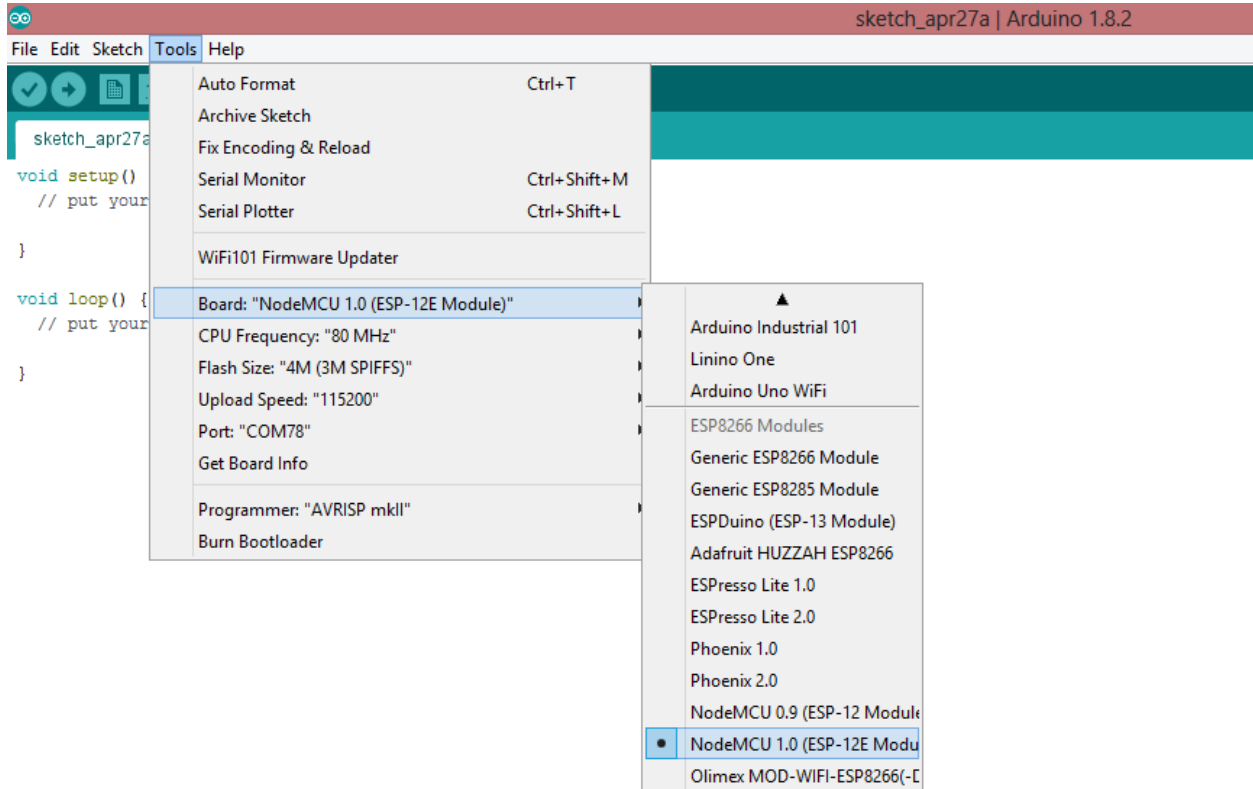 sketch_apr27a | Arduino 1.8.2
File Edit Sketch Tools Help
sketch_apr27a
void setup()
// put your
}
void loop() {
// put your
}
Auto Format Ctrl+T
Archive Sketch
Fix Encoding & Reload
Serial Monitor Ctrl+Shift+M
Serial Plotter Ctrl+Shift+L
WiFi101 Firmware Updater
Board: "NodeMCU 1.0 (ESP-12E Module)"
CPU Frequency: "80 MHz"
Flash Size: "4M (3M SPIFFS)"
Upload Speed: "115200"
Port: "COM78"
Get Board Info
Programmer: "AVRISP mkII"
Burn Bootloader
Arduino Industrial 101
Linino One
Arduino Uno WiFi
ESP8266 Modules
Generic ESP8266 Module
Generic ESP8285 Module
ESPDuino (ESP-13 Module)
Adafruit HUZZAH ESP8266
ESPresso Lite 1.0
ESPresso Lite 2.0
Phoenix 1.0
Phoenix 2.0
NodeMCU 0.9 (ESP-12 Module
NodeMCU 1.0 (ESP-12E Modu
Olimex MOD-WIFI-ESP8266(-D